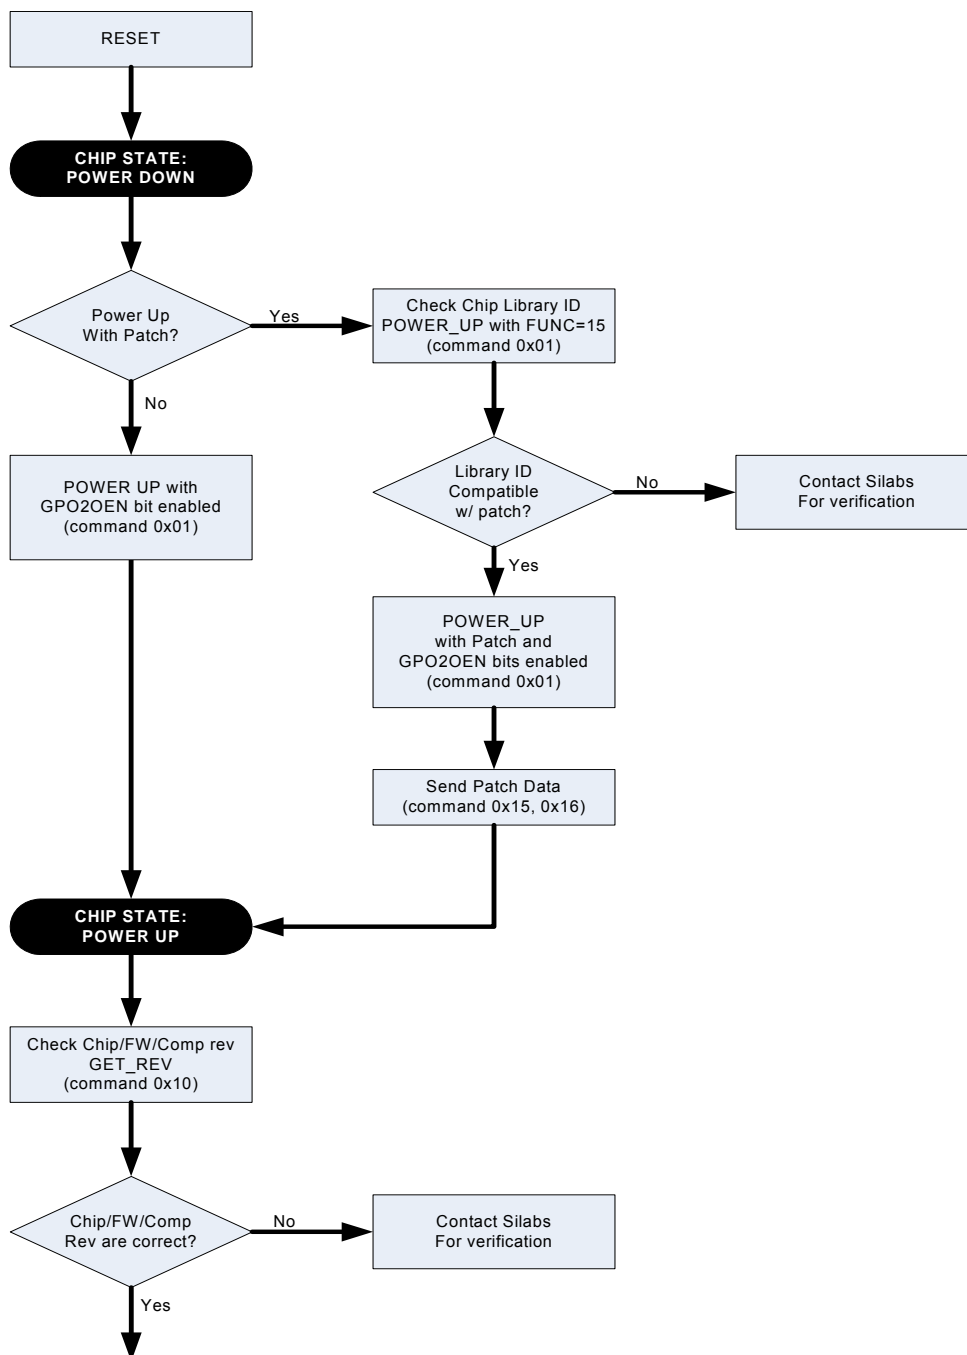 RESET
CHIP STATE:
POWER DOWN
Power Up
With Patch?
Yes
Check Chip Library ID
POWER_UP with FUNC=15
(command 0x01)
No
POWER UP with
GPO2OEN bit enabled
(command 0x01)
Library ID
Compatible
w/ patch?
No
Contact Silabs
For verification
Yes
POWER_UP
with Patch and
GPO2OEN bits enabled
(command 0x01)
Send Patch Data
(command 0x15, 0x16)
CHIP STATE:
POWER UP
Check Chip/FW/Comp rev
GET_REV
(command 0x10)
Chip/FW/Comp
Rev are correct?
No
Contact Silabs
For verification
Yes